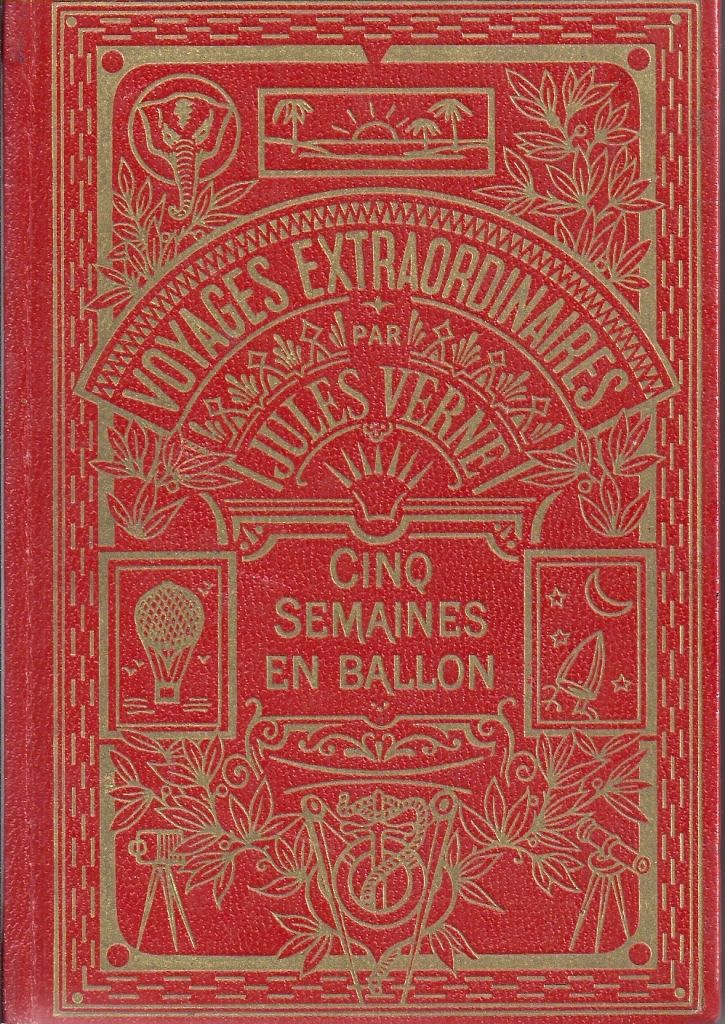 VOYAGES EXTRAORDINAIRES
PAR
JULES VERNE
CINQ
SEMAINES
EN BALLON